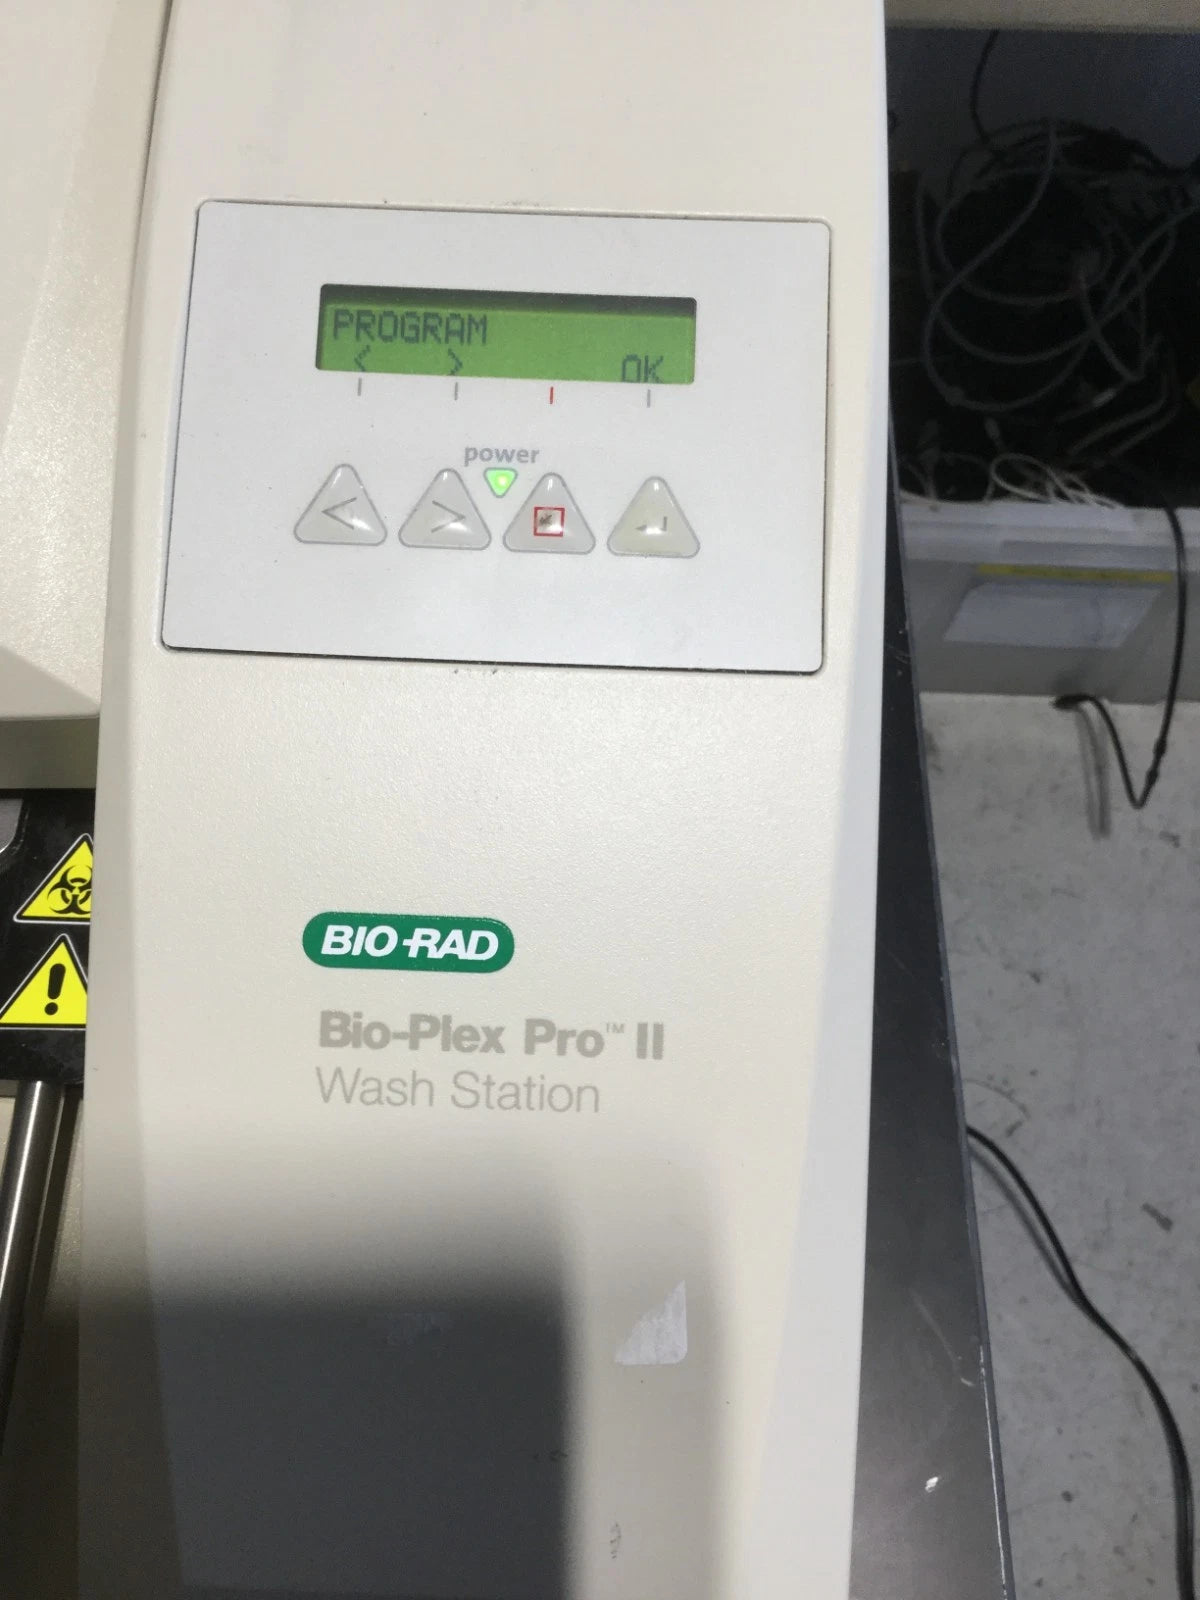 PROGRAM
< > OK
power
< >
BIO-RAD
Bio-Plex Pro™ II
Wash Station